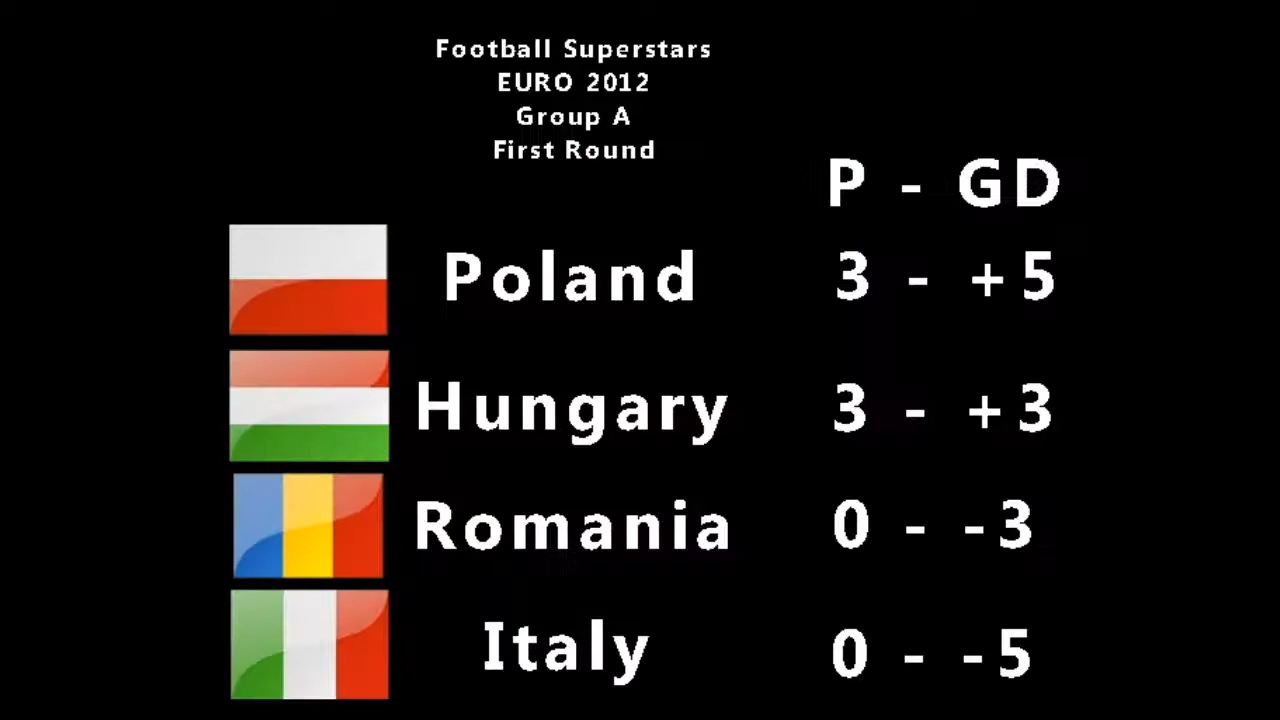 Football Superstars
EURO 2012
Group A
First Round
P - GD
Poland 3 - +5
Hungary 3 - +3
Romania 0 - -3
Italy 0 - -5